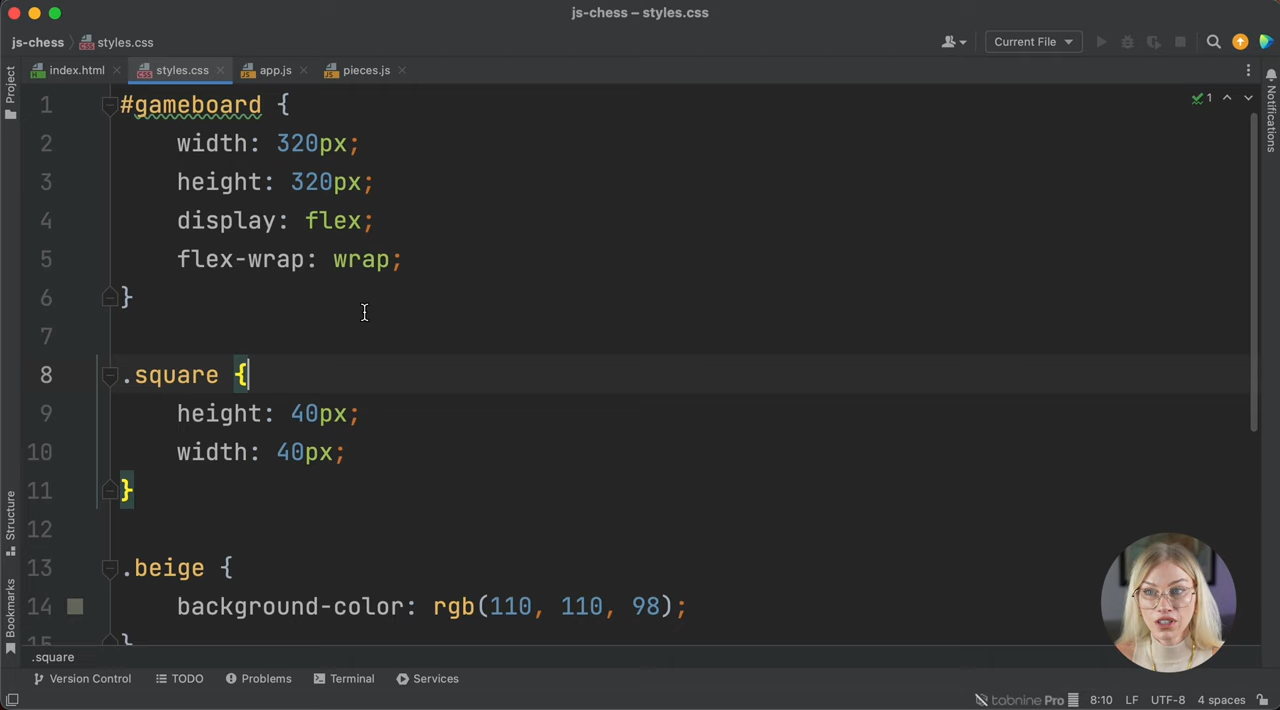 js-chess – styles.css
js-chess styles.css
Current File
index.html styles.css app.js pieces.js
Project
Notifications
1
1 #gameboard {
2 width: 320px;
3 height: 320px;
4 display: flex;
5 flex-wrap: wrap;
6 }
7
8 .square {
9 height: 40px;
10 width: 40px;
11 }
12
13 .beige {
14 background-color: rgb(110, 110, 98);
15 }
Structure
Bookmarks
.square
Version Control TODO Problems Terminal Services
tabnine Pro 8:10 LF UTF-8 4 spaces